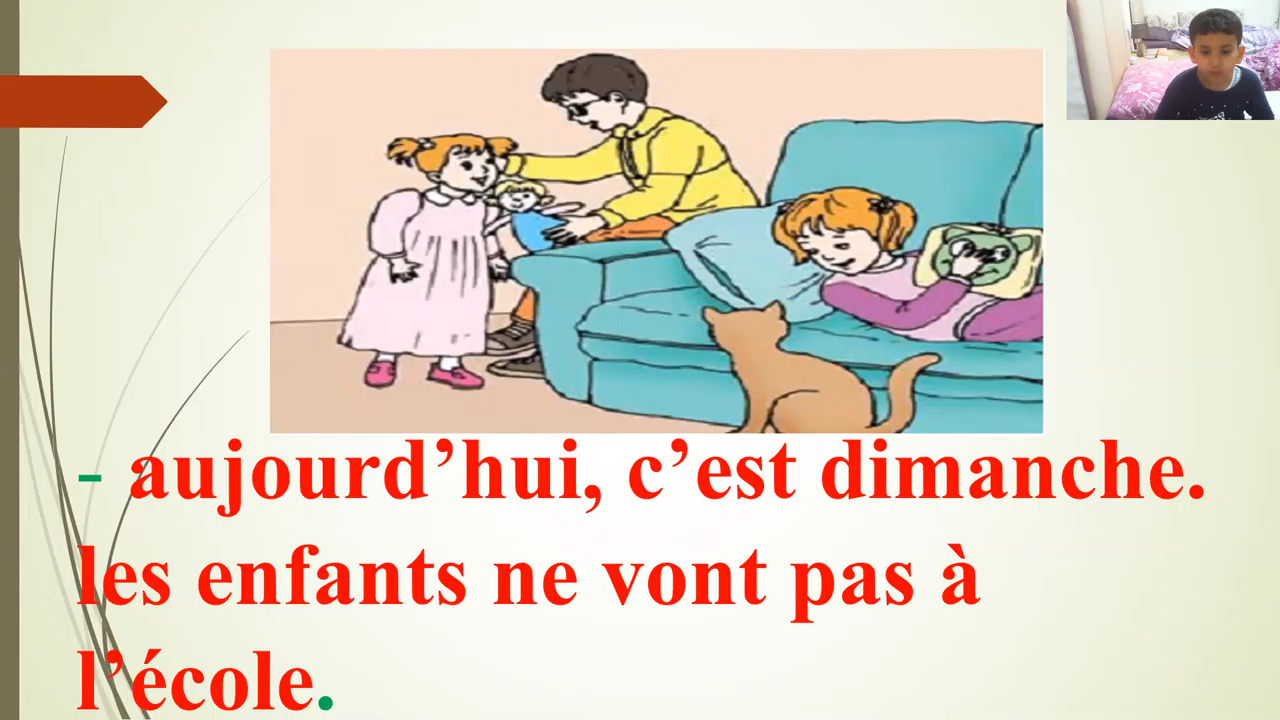 - aujourd’hui, c’est dimanche.
les enfants ne vont pas à
l’école.